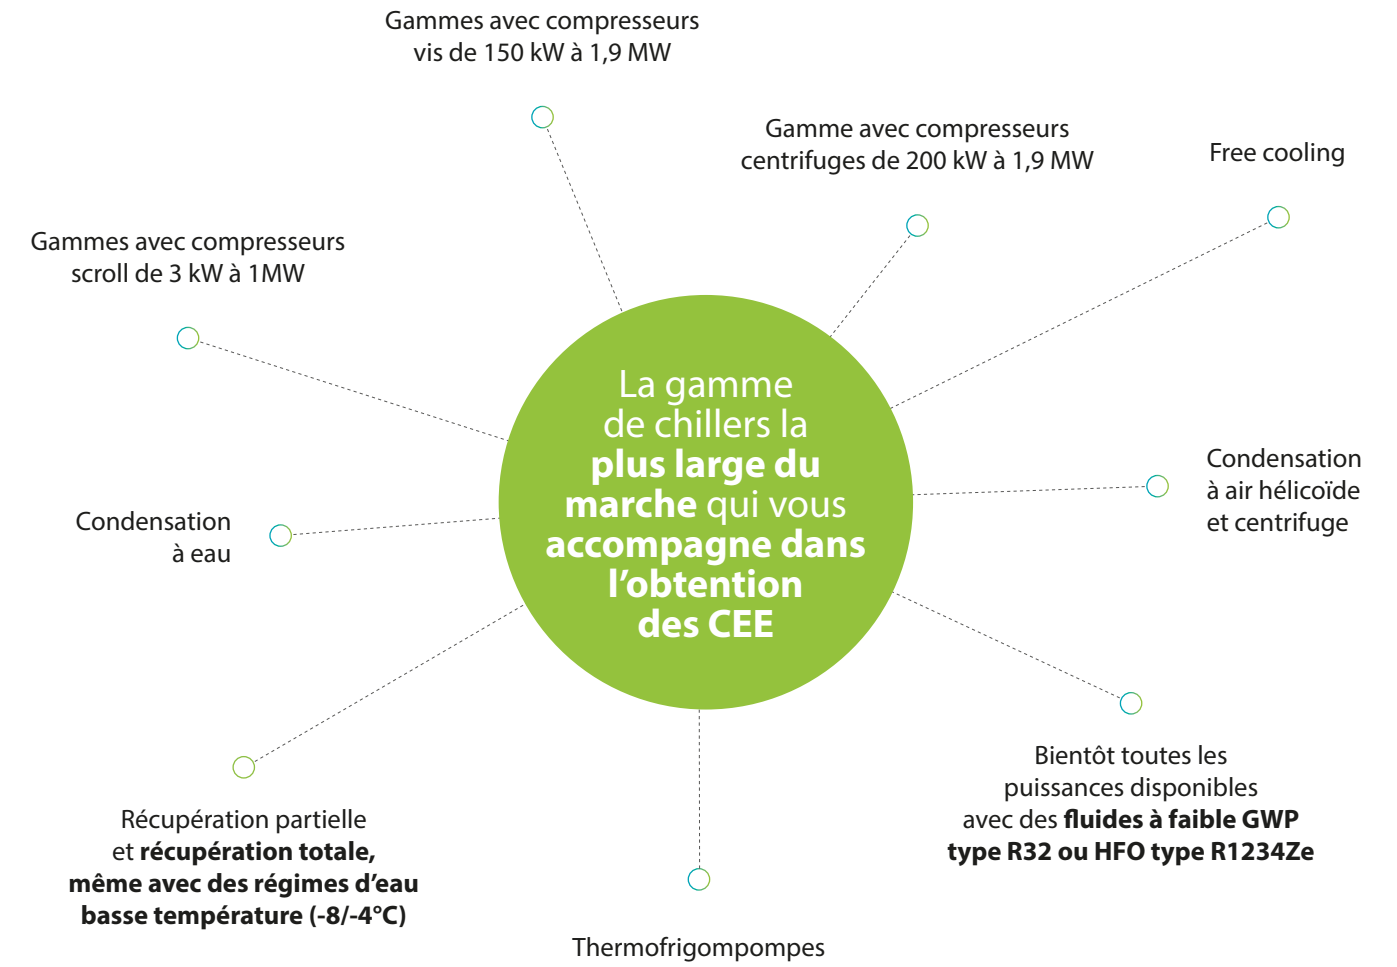 Gammes avec compresseurs
vis de 150 kW à 1,9 MW
Gamme avec compresseurs
centrifuges de 200 kW à 1,9 MW
Free cooling
Gammes avec compresseurs
scroll de 3 kW à 1MW
La gamme
de chillers la
plus large du
marche qui vous
accompagne dans
l’obtention
des CEE
Condensation
à air hélicoïde
et centrifuge
Condensation
à eau
Bientôt toutes les
puissances disponibles
avec des fluides à faible GWP
type R32 ou HFO type R1234Ze
Récupération partielle
et récupération totale,
même avec des régimes d’eau
basse température (-8/-4°C)
Thermofrigompompes